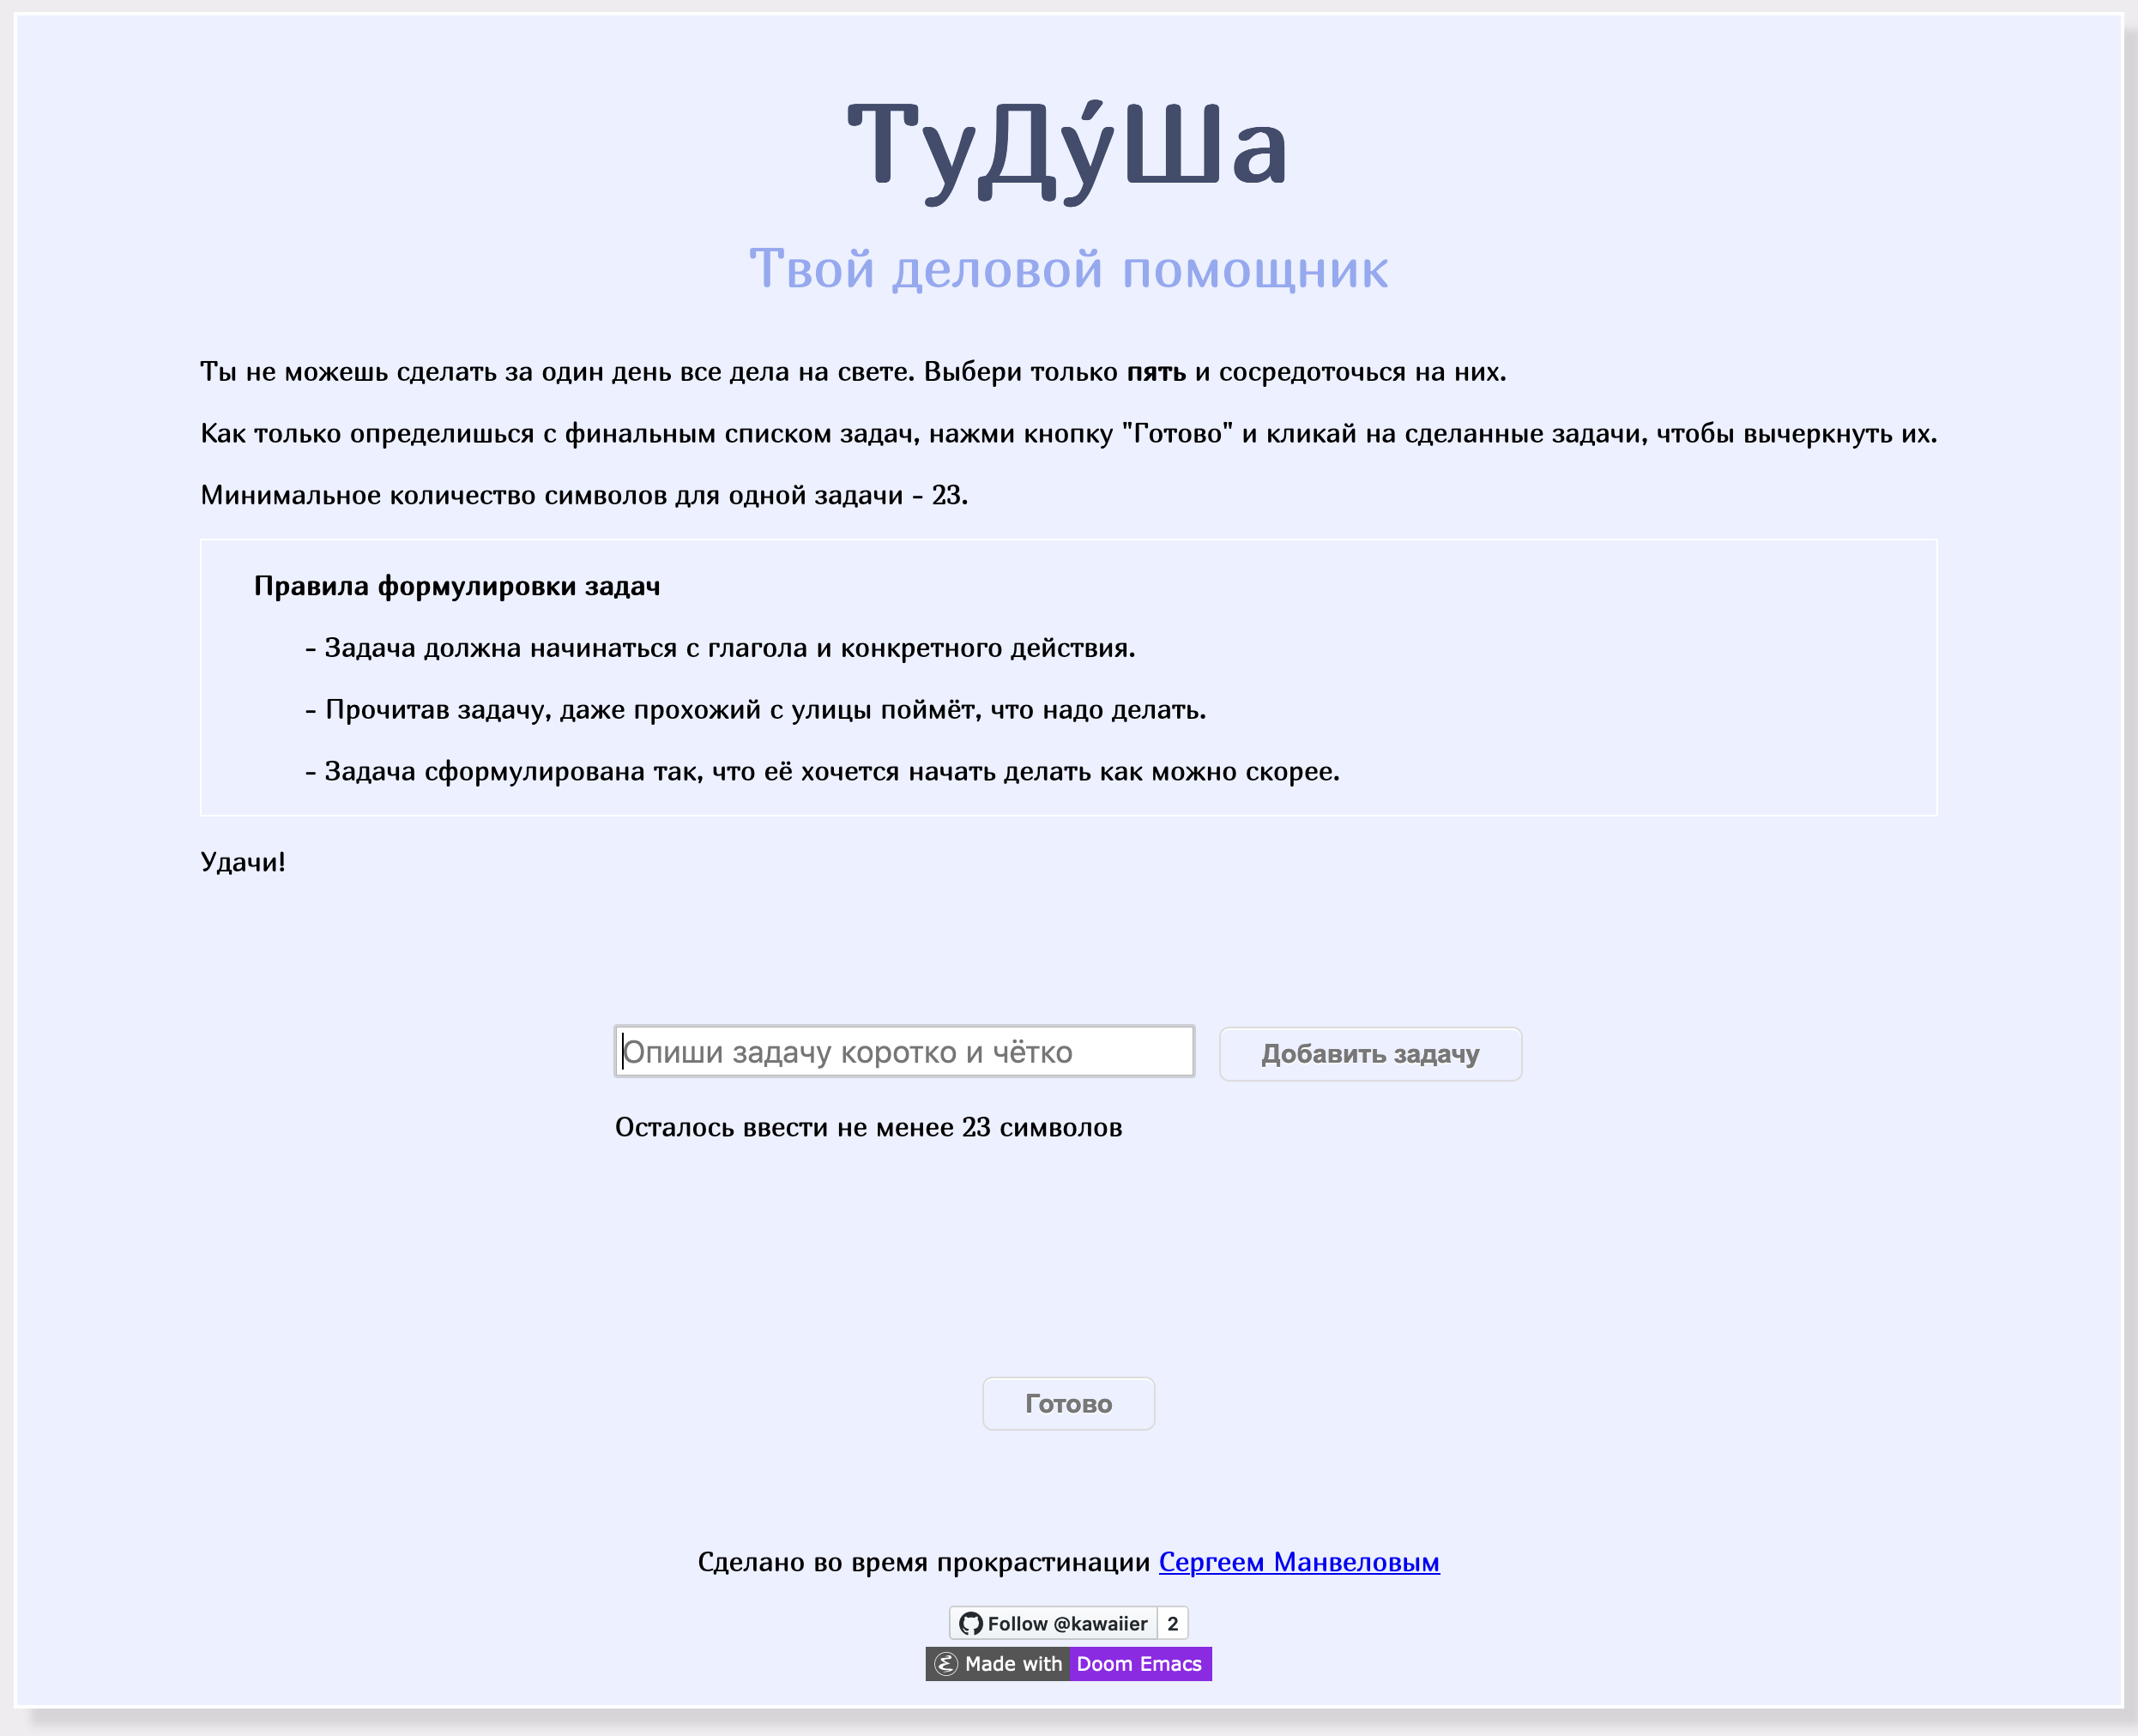 ТуДу́Ша
Твой деловой помощник
Ты не можешь сделать за один день все дела на свете. Выбери только пять и сосредоточься на них.
Как только определишься с финальным списком задач, нажми кнопку "Готово" и кликай на сделанные задачи, чтобы вычеркнуть их.
Минимальное количество символов для одной задачи - 23.
Правила формулировки задач
- Задача должна начинаться с глагола и конкретного действия.
- Прочитав задачу, даже прохожий с улицы поймёт, что надо делать.
- Задача сформулирована так, что её хочется начать делать как можно скорее.
Удачи!
Опиши задачу коротко и чётко Добавить задачу
Осталось ввести не менее 23 символов
Готово
Сделано во время прокрастинации Сергеем Манвеловым
Follow @kawaiier 2
Made with Doom Emacs